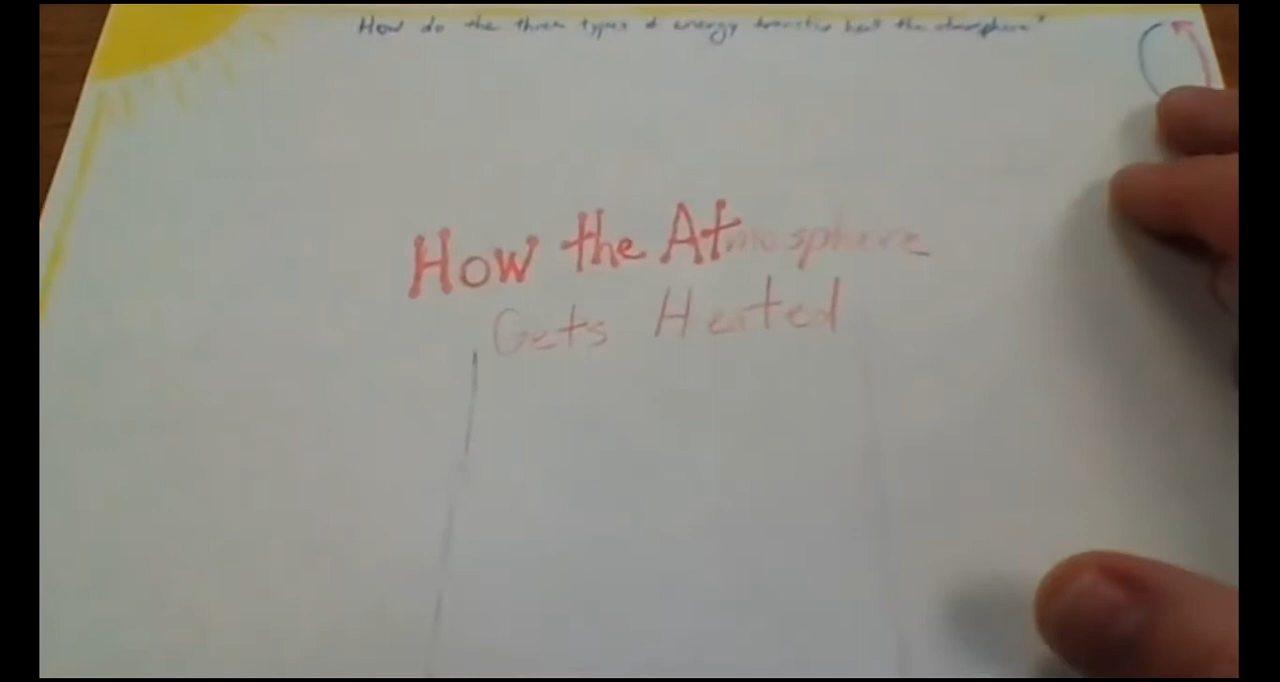 How do the three types of energy transfer heat the atmosphere?
How the Atmosphere
Gets Heated